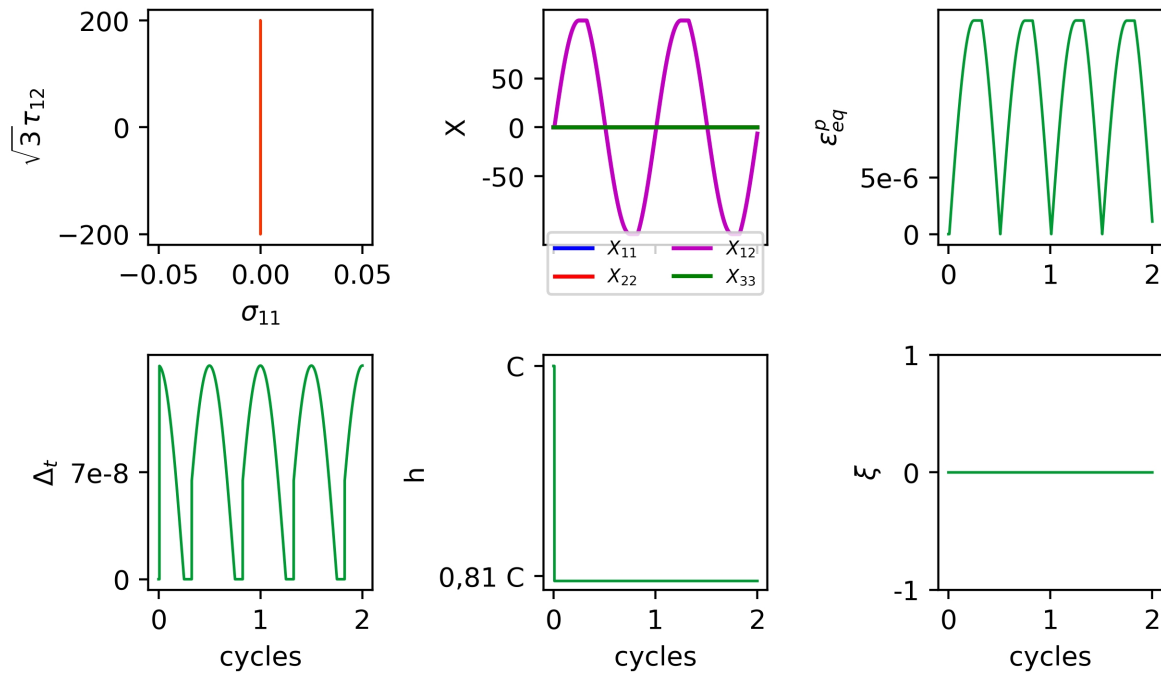 √3 τ₁₂
200
0
−200
−0.05 0.00 0.05
σ₁₁
X
50
0
-50
X₁₁ X₁₂
X₂₂ X₃₃
ε^p_eq
5e-6
0
0 1 2
Δₜ
7e-8
0
0 1 2
cycles
h
C
0,81 C
0 1 2
cycles
ξ
1
0
-1
0 1 2
cycles